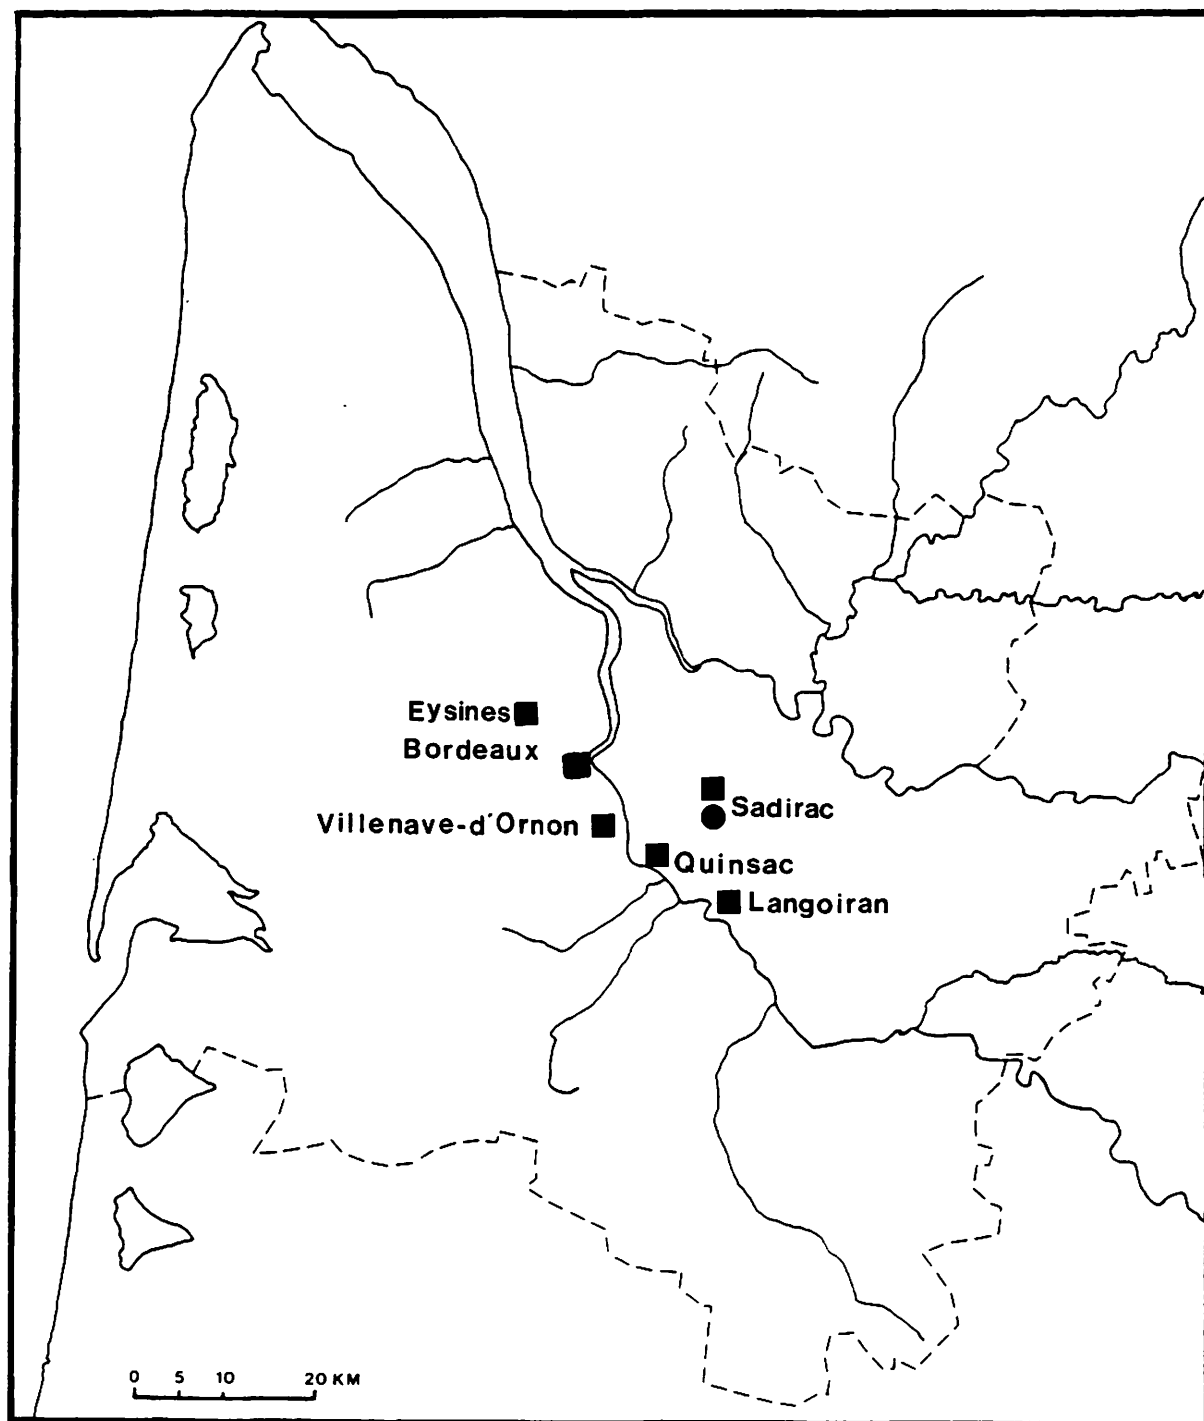 Eysines
Bordeaux
Sadirac
Villenave-d'Ornon
Quinsac
Langoiran
0 5 10 20 KM